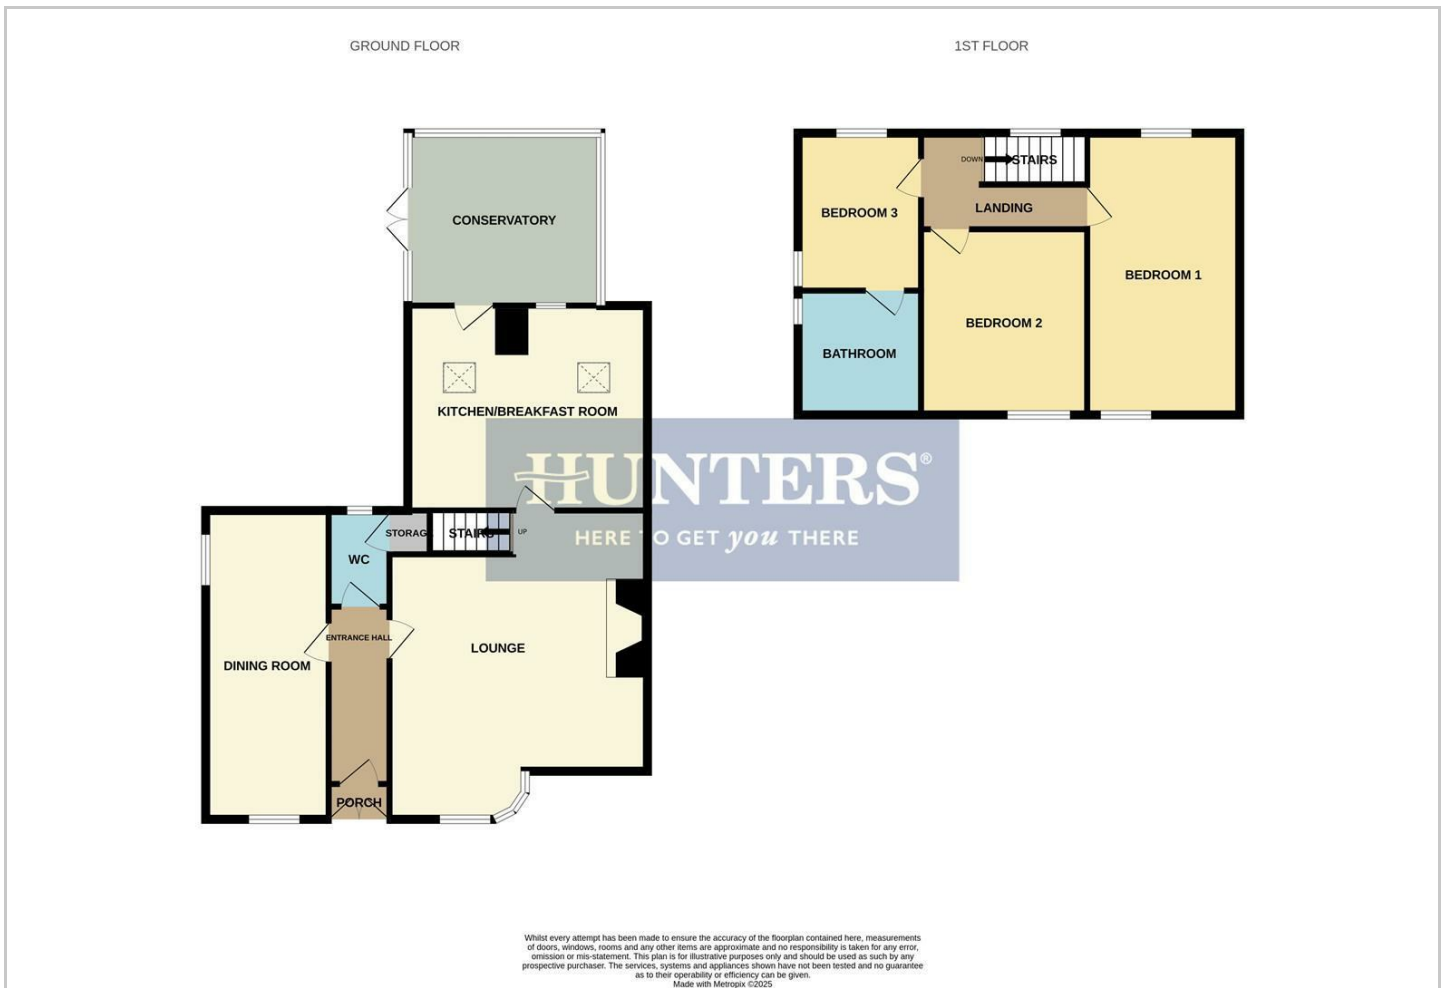 GROUND FLOOR
1ST FLOOR
CONSERVATORY
KITCHEN/BREAKFAST ROOM
STORAG
STAIRS
UP
WC
ENTRANCE HALL
LOUNGE
DINING ROOM
PORCH
DOWN
STAIRS
BEDROOM 3
LANDING
BEDROOM 1
BEDROOM 2
BATHROOM
HUNTERS®
HERE TO GET you THERE
Whilst every attempt has been made to ensure the accuracy of the floorplan contained here, measurements
of doors, windows, rooms and any other items are approximate and no responsibility is taken for any error,
omission or mis-statement. This plan is for illustrative purposes only and should be used as such by any
prospective purchaser. The services, systems and appliances shown have not been tested and no guarantee
as to their operability or efficiency can be given.
Made with Metropix ©2025